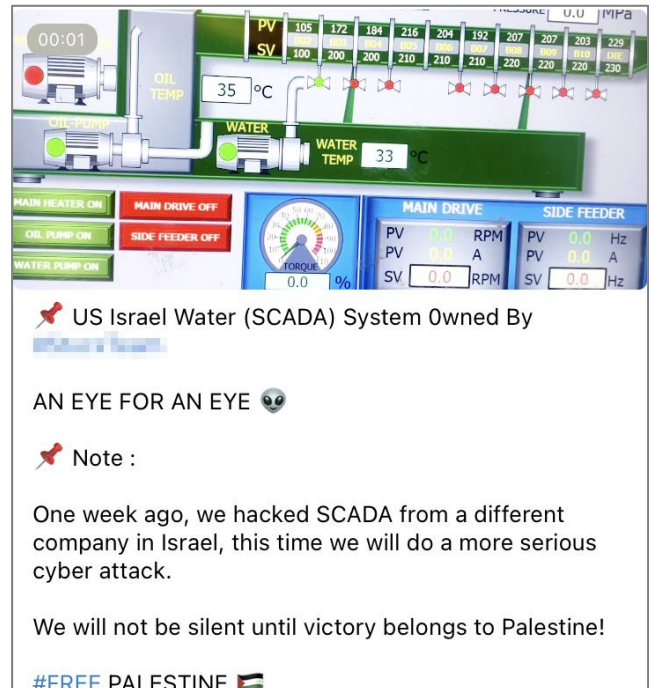 PRESSURE 0.0 MPa
00:01
PV 105 172 184 216 204 192 207 207 203 229
B07 B08 B09 B10 DIE
SV 100 200 200 210 210 210 220 220 220 230
OIL
TEMP
35 °C
OIL PUMP
WATER
WATER
TEMP
33 °C
MAIN HEATER ON
MAIN DRIVE OFF
OIL PUMP ON
SIDE FEEDER OFF
WATER PUMP ON
TORQUE
0.0 %
MAIN DRIVE
PV 0.0 RPM
PV 0.0 A
SV 0.0 RPM
SIDE FEEDER
PV 0.0 Hz
PV 0.0 A
SV 0.0 Hz
📌 US Israel Water (SCADA) System 0wned By
AN EYE FOR AN EYE 👽
📌 Note :
One week ago, we hacked SCADA from a different
company in Israel, this time we will do a more serious
cyber attack.
We will not be silent until victory belongs to Palestine!
#FREE PALESTINE 🇵🇸